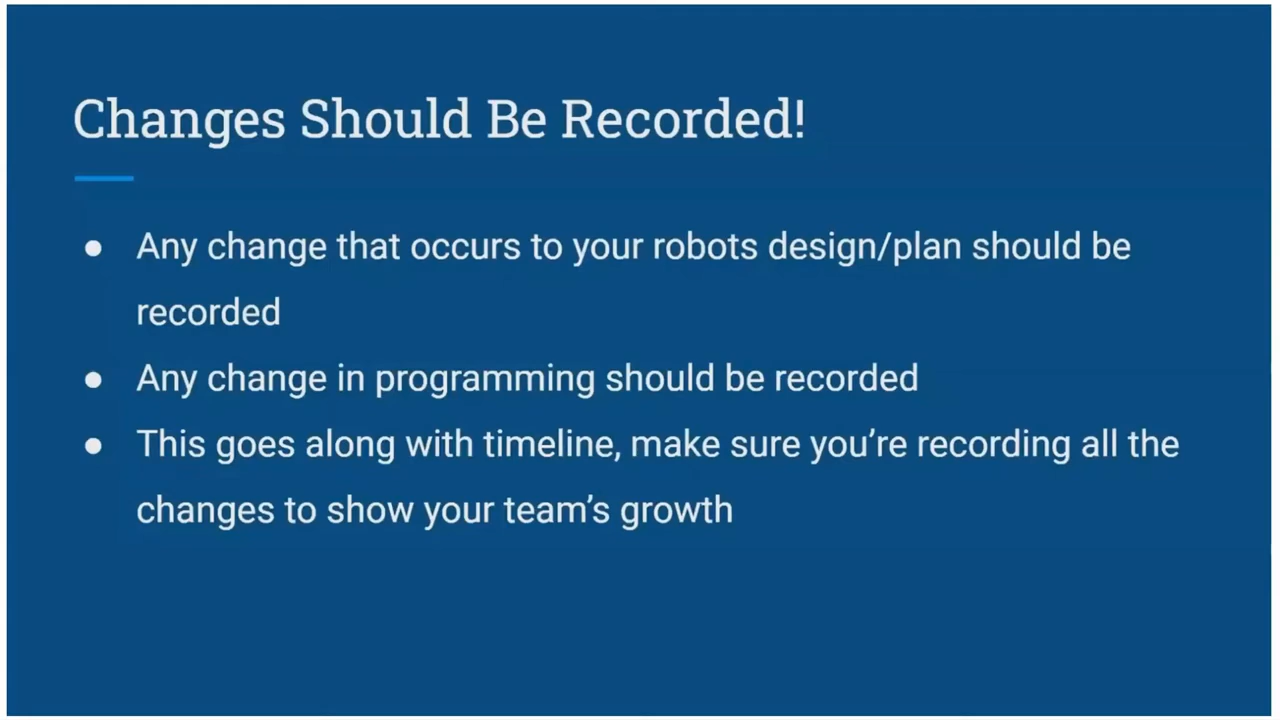 Changes Should Be Recorded!
● Any change that occurs to your robots design/plan should be
recorded
● Any change in programming should be recorded
● This goes along with timeline, make sure you’re recording all the
changes to show your team’s growth